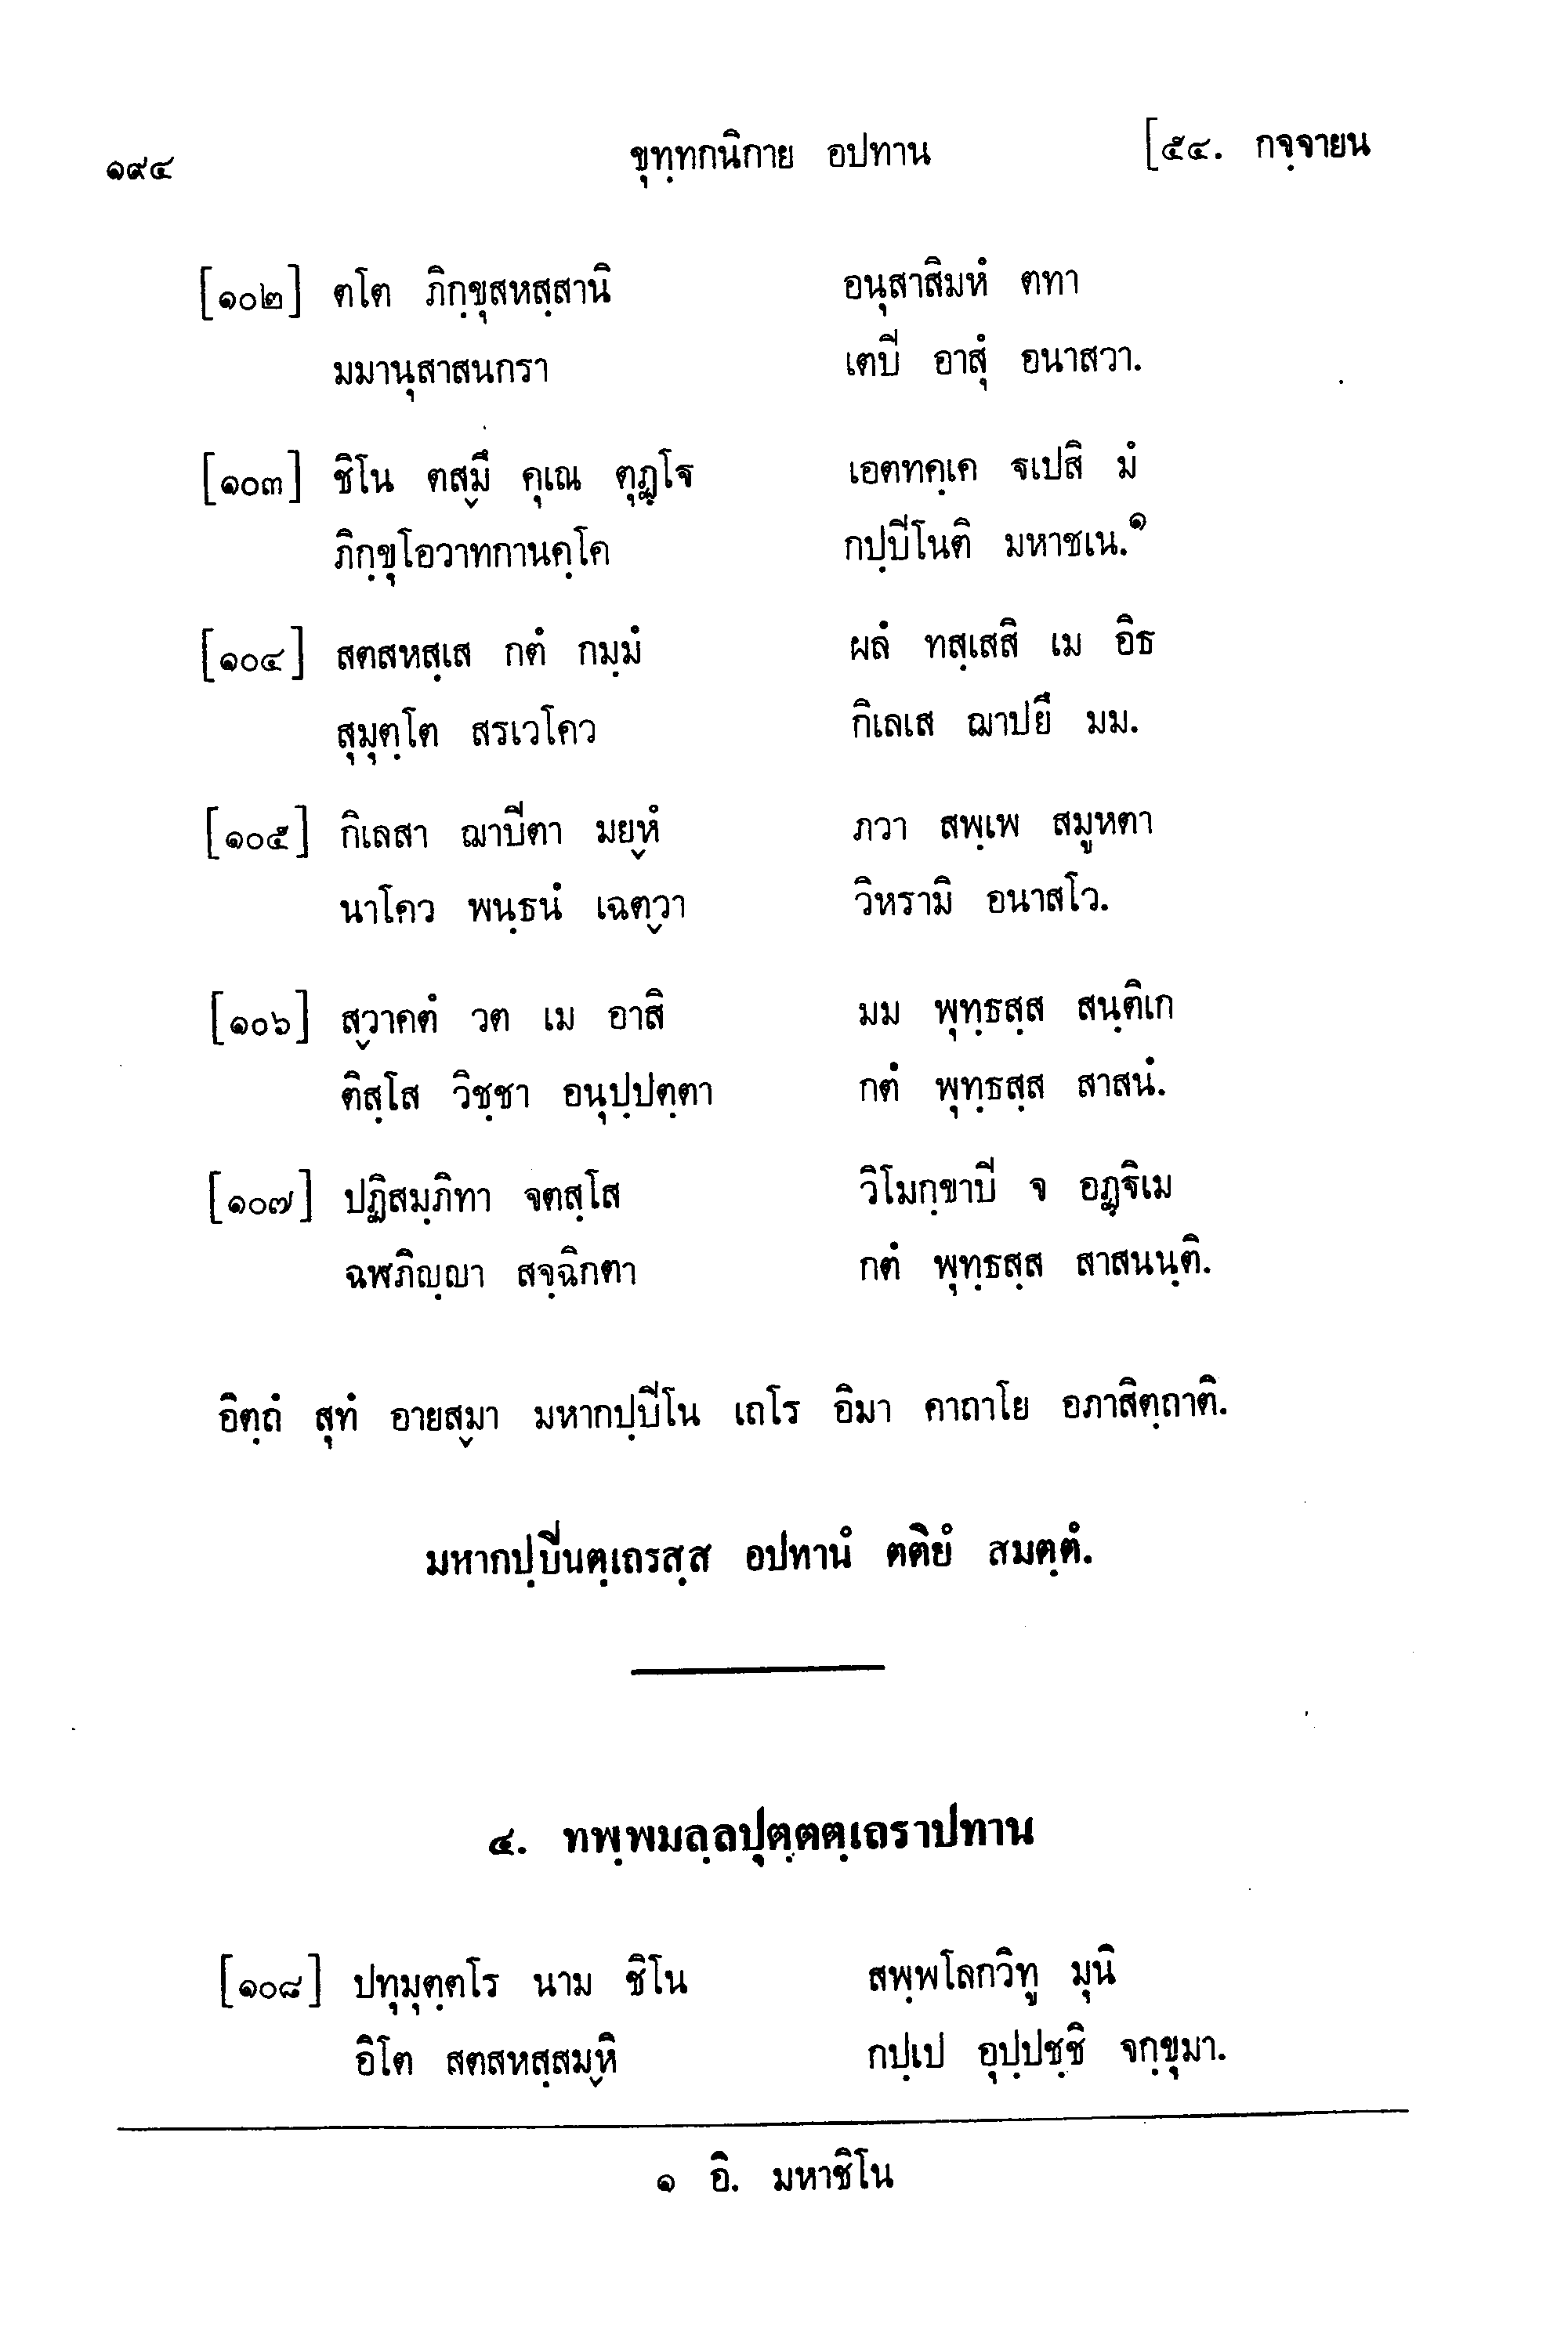 ๑๙๔ ขุทฺทกนิกาย อปทาน [๕๔. กจฺจายน
[๑๐๒] ตโต ภิกฺขุสหสฺสานิ อนุสาสิมหํ ตทา
มมานุสาสนกรา เตปิ อาสุํ อนาสวา.
[๑๐๓] ชิโน ตสฺมึ คุเณ ตุฏฺโฐ เอตทคฺเค ฐเปสิ มํ
ภิกฺขุโอวาทกานคฺโค กปฺปิโนติ มหาชเน.๑
[๑๐๔] สตสหสฺเส กตํ กมฺมํ ผลํ ทสฺเสสิ เม อิธ
สุมุตฺโต สรเวโคว กิเลเส ฌาปยึ มม.
[๑๐๕] กิเลสา ฌาปิตา มยฺหํ ภวา สพฺเพ สมูหตา
นาโคว พนฺธนํ เฉตฺวา วิหรามิ อนาสโว.
[๑๐๖] สฺวาคตํ วต เม อาสิ มม พุทฺธสฺส สนฺติเก
ติสฺโส วิชฺชา อนุปฺปตฺตา กตํ พุทฺธสฺส สาสนํ.
[๑๐๗] ปฏิสมฺภิทา จตสฺโส วิโมกฺขาปิ จ อฏฺฐิเม
ฉฬภิญฺญา สจฺฉิกตา กตํ พุทฺธสฺส สาสนนฺติ.
อิตฺถํ สุทํ อายสฺมา มหากปฺปิโน เถโร อิมา คาถาโย อภาสิตฺถาติ.
มหากปฺปินตฺเถรสฺส อปทานํ ตติยํ สมตฺตํ.
๔. ทพฺพมลฺลปุตฺตตฺเถราปทาน
[๑๐๘] ปทุมุตฺตโร นาม ชิโน สพฺพโลกวิทู มุนิ
อิโต สตสหสฺสมฺหิ กปฺเป อุปฺปชฺชิ จกฺขุมา.
๑ อิ. มหาชิโน